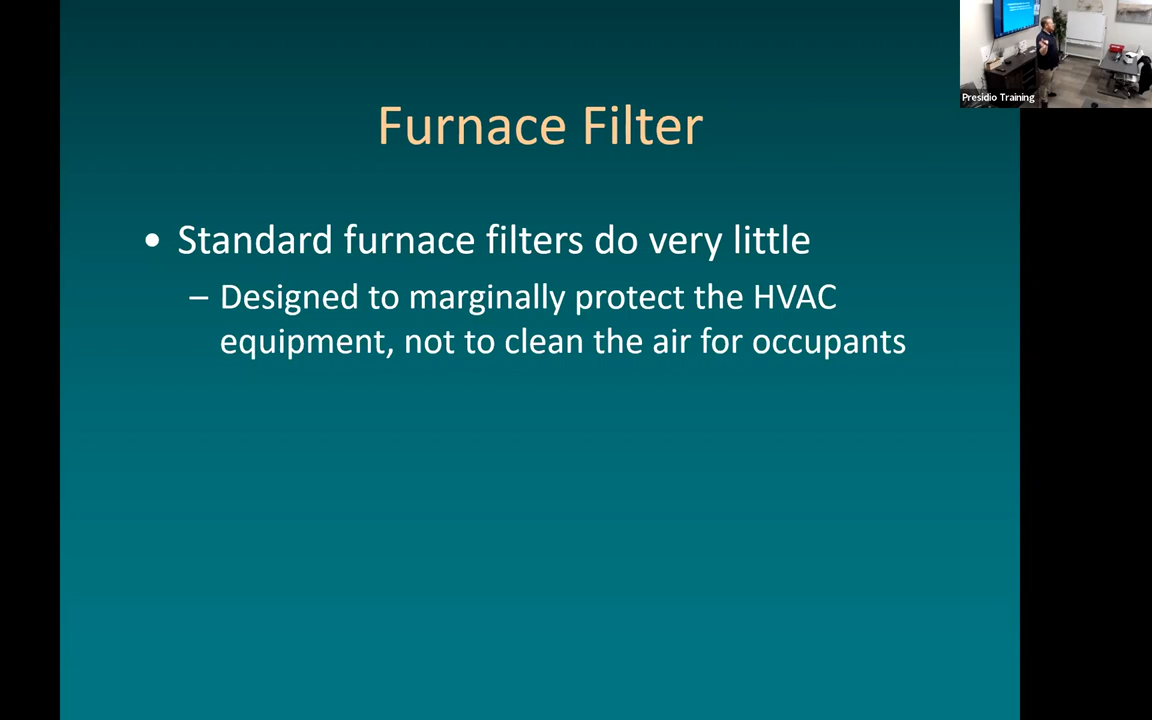 Furnace Filter
• Standard furnace filters do very little
– Designed to marginally protect the HVAC
equipment, not to clean the air for occupants
Presidio Training